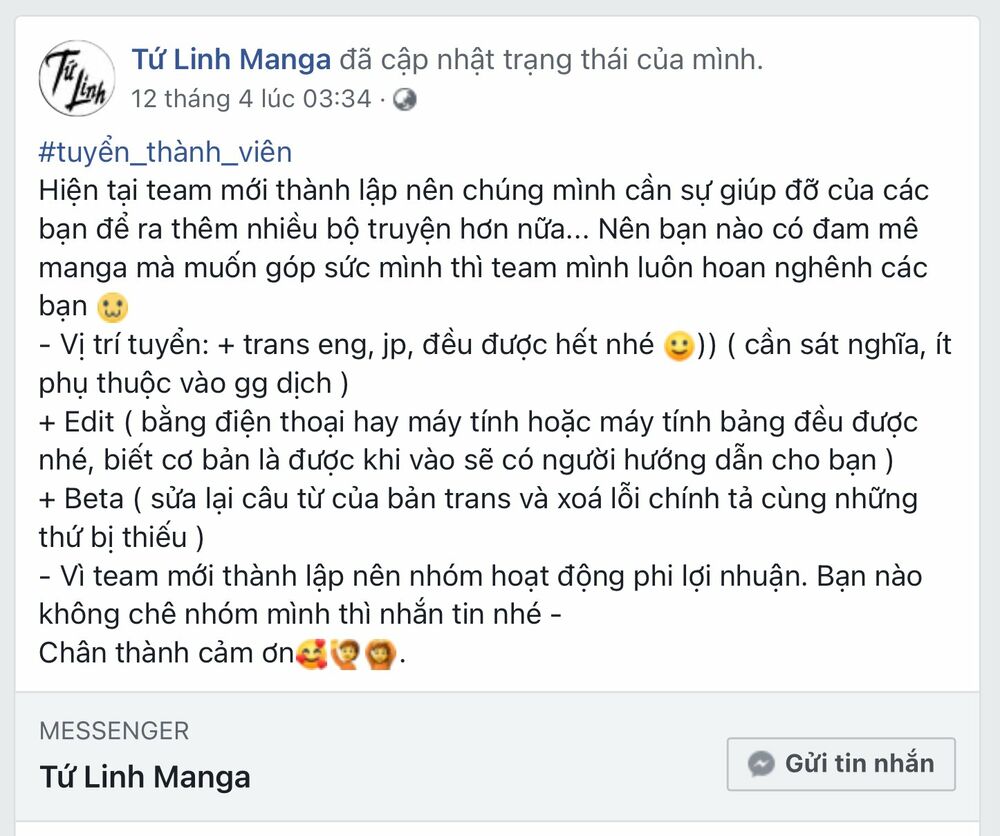 Tứ Linh
Tứ Linh Manga đã cập nhật trạng thái của mình.
12 tháng 4 lúc 03:34 ·
#tuyển_thành_viên
Hiện tại team mới thành lập nên chúng mình cần sự giúp đỡ của các
bạn để ra thêm nhiều bộ truyện hơn nữa... Nên bạn nào có đam mê
manga mà muốn góp sức mình thì team mình luôn hoan nghênh các
bạn
- Vị trí tuyển: + trans eng, jp, đều được hết nhé 🙂)) ( cần sát nghĩa, ít
phụ thuộc vào gg dịch )
+ Edit ( bằng điện thoại hay máy tính hoặc máy tính bảng đều được
nhé, biết cơ bản là được khi vào sẽ có người hướng dẫn cho bạn )
+ Beta ( sửa lại câu từ của bản trans và xoá lỗi chính tả cùng những
thứ bị thiếu )
- Vì team mới thành lập nên nhóm hoạt động phi lợi nhuận. Bạn nào
không chê nhóm mình thì nhắn tin nhé -
Chân thành cảm ơn🥰🙋🙆.
MESSENGER
Tứ Linh Manga
Gửi tin nhắn